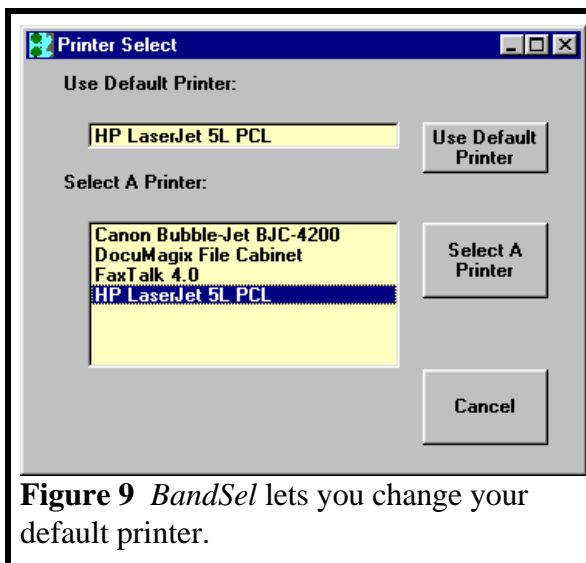 Printer Select
Use Default Printer:
HP LaserJet 5L PCL
Use Default
Printer
Select A Printer:
Canon Bubble-Jet BJC-4200
DocuMagix File Cabinet
FaxTalk 4.0
HP LaserJet 5L PCL
Select A
Printer
Cancel
Figure 9 BandSel lets you change your
default printer.